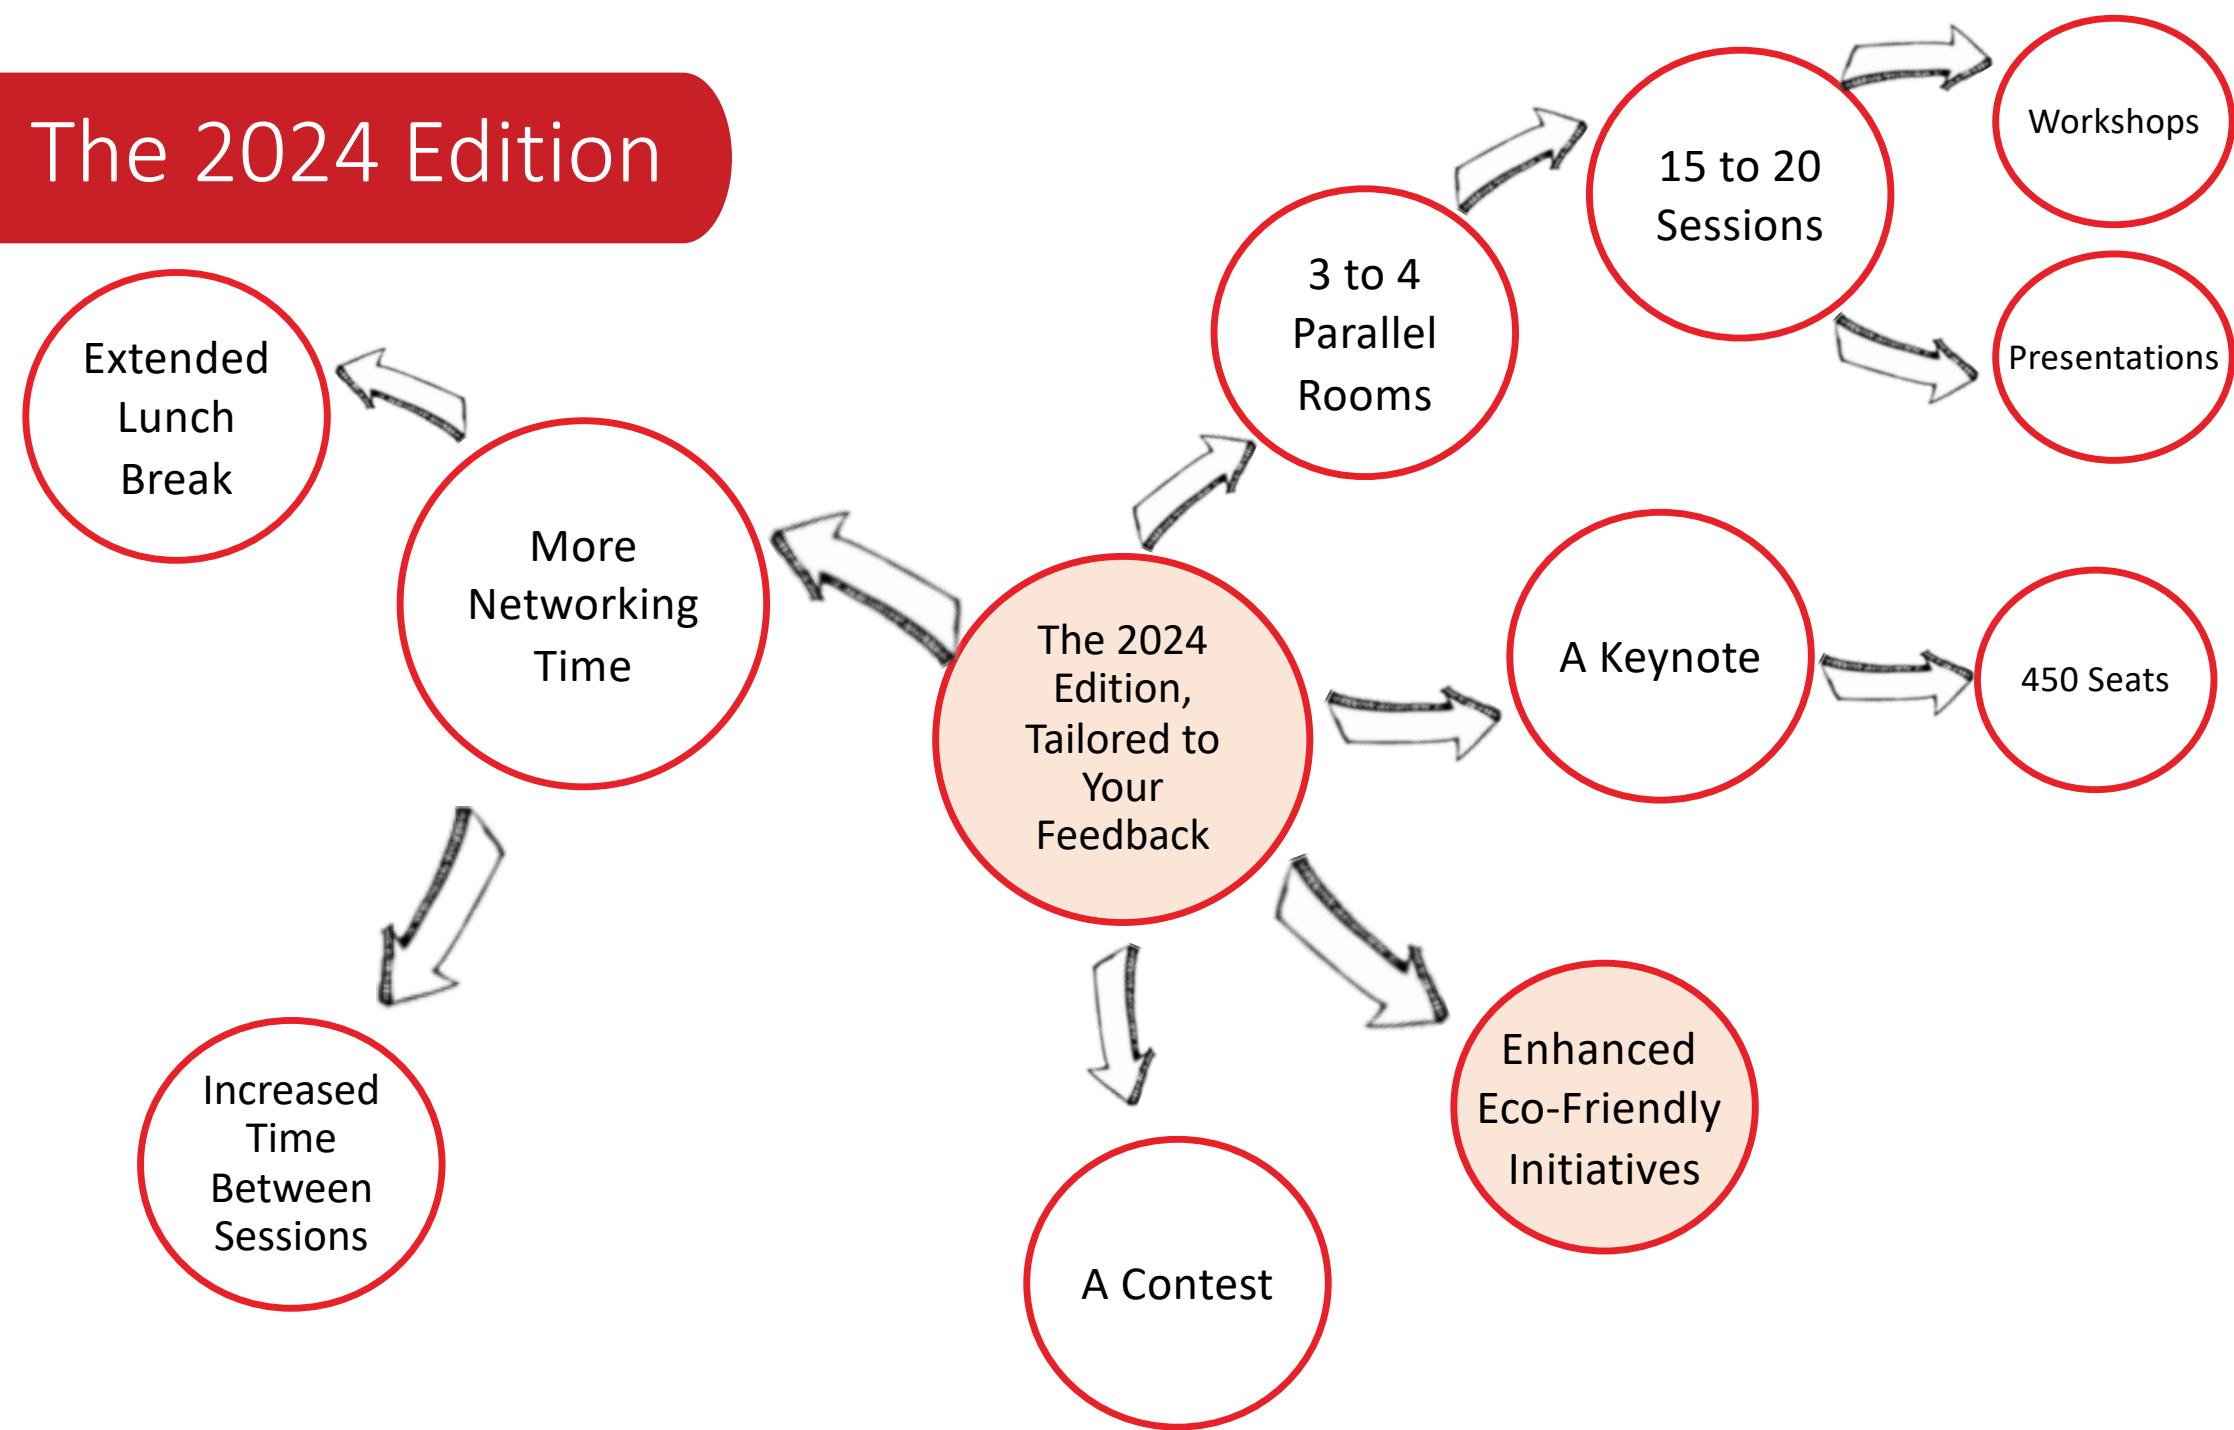 The 2024 Edition
Extended
Lunch
Break
More
Networking
Time
Increased
Time
Between
Sessions
The 2024
Edition,
Tailored to
Your
Feedback
3 to 4
Parallel
Rooms
15 to 20
Sessions
Workshops
Presentations
A Keynote
450 Seats
Enhanced
Eco-Friendly
Initiatives
A Contest